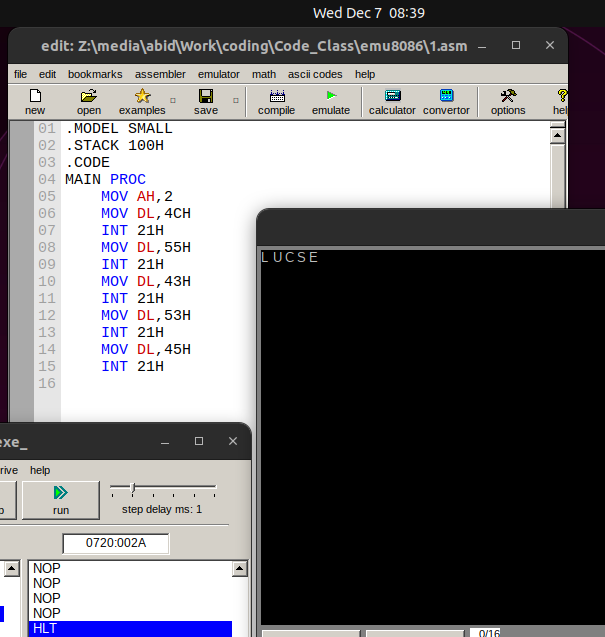 Wed Dec 7 08:39
edit: Z:\media\abid\Work\coding\Code_Class\emu8086\1.asm
file edit bookmarks assembler emulator math ascii codes help
new open examples save compile emulate calculator convertor options hel
01 .MODEL SMALL
02 .STACK 100H
03 .CODE
04 MAIN PROC
05 MOV AH,2
06 MOV DL,4CH
07 INT 21H
08 MOV DL,55H
09 INT 21H
10 MOV DL,43H
11 INT 21H
12 MOV DL,53H
13 INT 21H
14 MOV DL,45H
15 INT 21H
16
LUCSE
exe_
rive help
p run step delay ms: 1
0720:002A
NOP
NOP
NOP
NOP
HLT
0/16